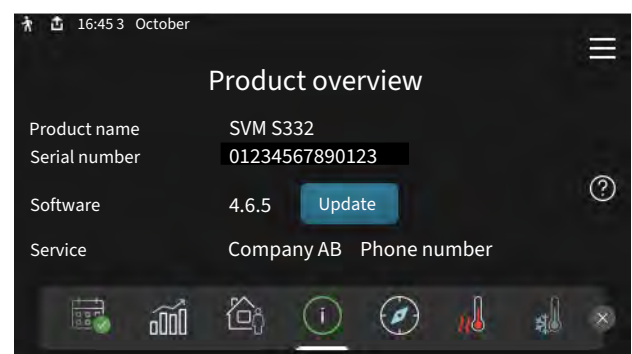 16:45 3 October
Product overview
Product name SVM S332
Serial number 01234567890123
Software 4.6.5 Update
Service Company AB Phone number